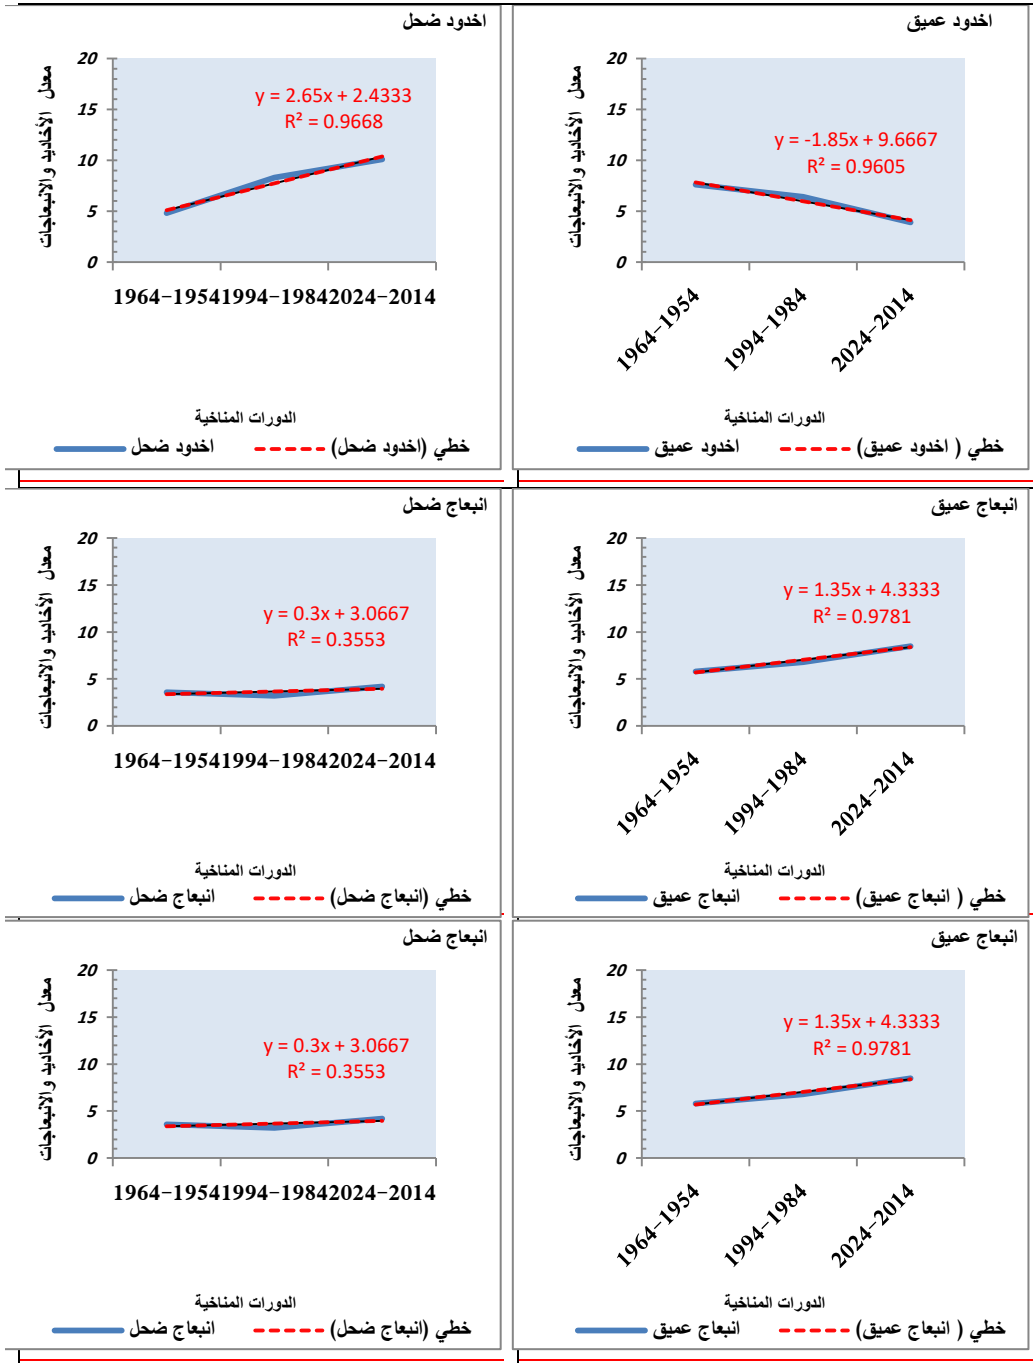 اخدود عميق
معدل الأخاديد والانبعاجات
20
15
10
5
0
y = -1.85x + 9.6667
R² = 0.9605
1964-1954
1994-1984
2024-2014
الدورات المناخية
اخدود عميق
خطي ( اخدود عميق)
اخدود ضحل
معدل الأخاديد والانبعاجات
20
15
10
5
0
y = 2.65x + 2.4333
R² = 0.9668
1964-1954
1994-1984
2024-2014
الدورات المناخية
اخدود ضحل
خطي (اخدود ضحل)
انبعاج عميق
معدل الأخاديد والانبعاجات
20
15
10
5
0
y = 1.35x + 4.3333
R² = 0.9781
1964-1954
1994-1984
2024-2014
الدورات المناخية
انبعاج عميق
خطي ( انبعاج عميق)
انبعاج ضحل
معدل الأخاديد والانبعاجات
20
15
10
5
0
y = 0.3x + 3.0667
R² = 0.3553
1964-1954
1994-1984
2024-2014
الدورات المناخية
انبعاج ضحل
خطي (انبعاج ضحل)
انبعاج عميق
معدل الأخاديد والانبعاجات
20
15
10
5
0
y = 1.35x + 4.3333
R² = 0.9781
1964-1954
1994-1984
2024-2014
الدورات المناخية
انبعاج عميق
خطي ( انبعاج عميق)
انبعاج ضحل
معدل الأخاديد والانبعاجات
20
15
10
5
0
y = 0.3x + 3.0667
R² = 0.3553
1964-1954
1994-1984
2024-2014
الدورات المناخية
انبعاج ضحل
خطي (انبعاج ضحل)